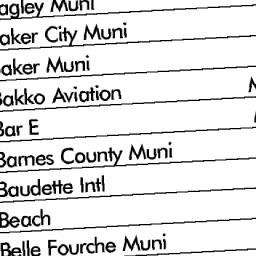 agley Muni
aker City Muni
aker Muni
Bakko Aviation
Bar E
Barnes County Muni
Baudette Intl
Beach
Belle Fourche Muni